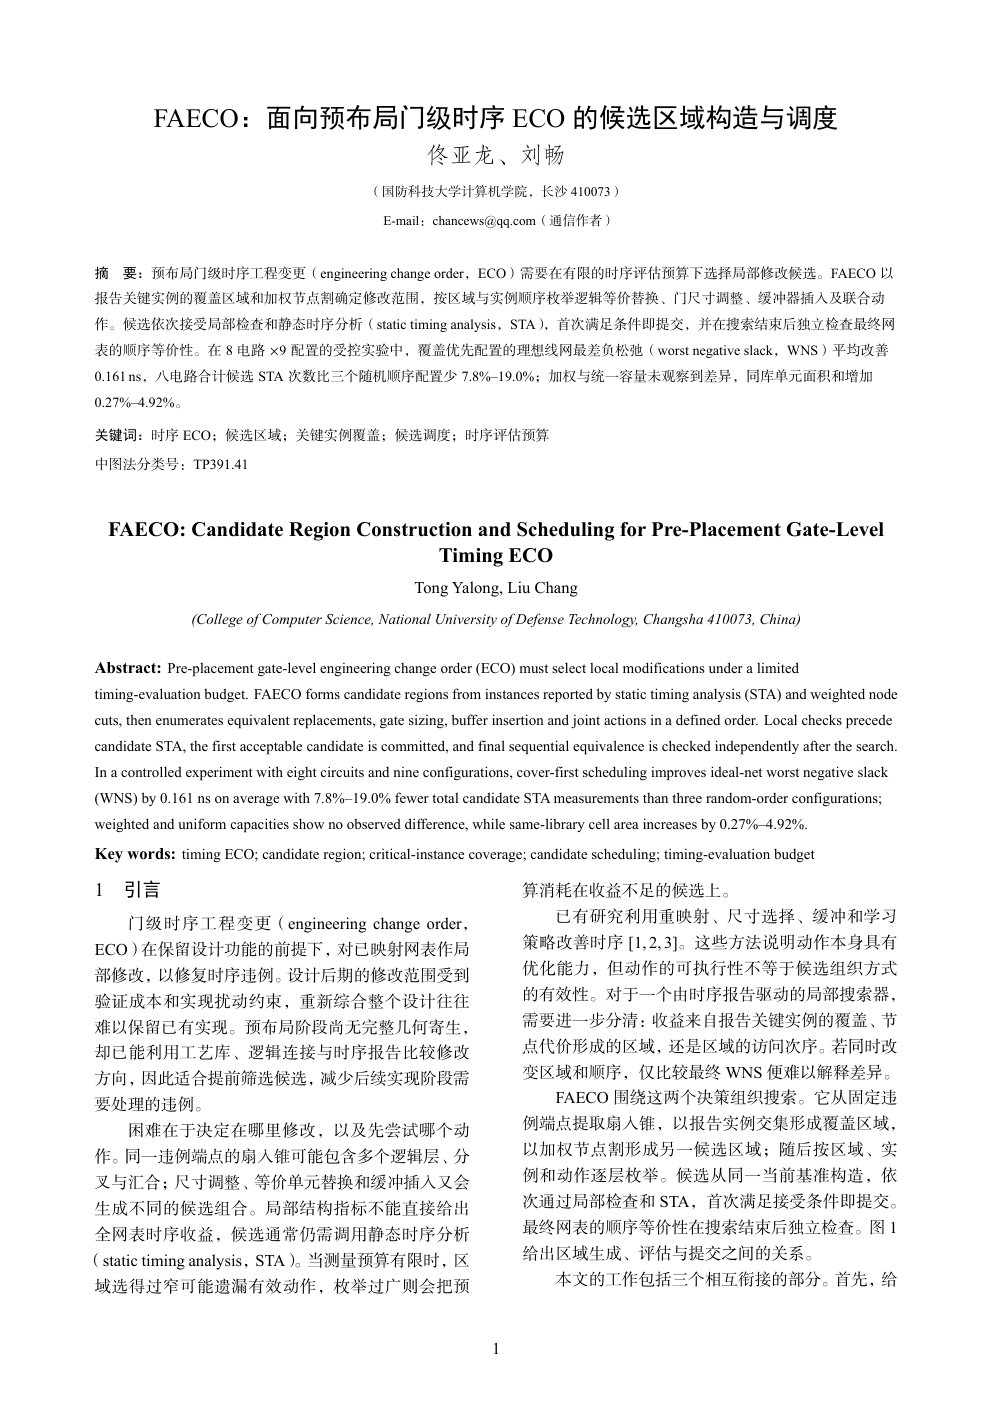 FAECO：面向预布局门级时序 ECO 的候选区域构造与调度
佟亚龙、刘畅
（国防科技大学计算机学院，长沙 410073）
E-mail：chancews@qq.com（通信作者）
摘　要：预布局门级时序工程变更（engineering change order，ECO）需要在有限的时序评估预算下选择局部修改候选。FAECO 以
报告关键实例的覆盖区域和加权节点割确定修改范围，按区域与实例顺序枚举逻辑等价替换、门尺寸调整、缓冲器插入及联合动
作。候选依次接受局部检查和静态时序分析（static timing analysis，STA），首次满足条件即提交，并在搜索结束后独立检查最终网
表的顺序等价性。在 8 电路 ×9 配置的受控实验中，覆盖优先配置的理想线网最差负松弛（worst negative slack，WNS）平均改善
0.161 ns，八电路合计候选 STA 次数比三个随机顺序配置少 7.8%–19.0%；加权与统一容量未观察到差异，同库单元面积和增加
0.27%–4.92%。
关键词：时序 ECO；候选区域；关键实例覆盖；候选调度；时序评估预算
中图法分类号：TP391.41
FAECO: Candidate Region Construction and Scheduling for Pre-Placement Gate-Level
Timing ECO
Tong Yalong, Liu Chang
(College of Computer Science, National University of Defense Technology, Changsha 410073, China)
Abstract: Pre-placement gate-level engineering change order (ECO) must select local modifications under a limited
timing-evaluation budget. FAECO forms candidate regions from instances reported by static timing analysis (STA) and weighted node
cuts, then enumerates equivalent replacements, gate sizing, buffer insertion and joint actions in a defined order. Local checks precede
candidate STA, the first acceptable candidate is committed, and final sequential equivalence is checked independently after the search.
In a controlled experiment with eight circuits and nine configurations, cover-first scheduling improves ideal-net worst negative slack
(WNS) by 0.161 ns on average with 7.8%–19.0% fewer total candidate STA measurements than three random-order configurations;
weighted and uniform capacities show no observed difference, while same-library cell area increases by 0.27%–4.92%.
Key words: timing ECO; candidate region; critical-instance coverage; candidate scheduling; timing-evaluation budget
1　引言
门级时序工程变更（engineering change order，
ECO）在保留设计功能的前提下，对已映射网表作局
部修改，以修复时序违例。设计后期的修改范围受到
验证成本和实现扰动约束，重新综合整个设计往往
难以保留已有实现。预布局阶段尚无完整几何寄生，
却已能利用工艺库、逻辑连接与时序报告比较修改
方向，因此适合提前筛选候选，减少后续实现阶段需
要处理的违例。
困难在于决定在哪里修改，以及先尝试哪个动
作。同一违例端点的扇入锥可能包含多个逻辑层、分
叉与汇合；尺寸调整、等价单元替换和缓冲插入又会
生成不同的候选组合。局部结构指标不能直接给出
全网表时序收益，候选通常仍需调用静态时序分析
（static timing analysis，STA）。当测量预算有限时，区
域选得过窄可能遗漏有效动作，枚举过广则会把预
算消耗在收益不足的候选上。
已有研究利用重映射、尺寸选择、缓冲和学习
策略改善时序 [1,2,3]。这些方法说明动作本身具有
优化能力，但动作的可执行性不等于候选组织方式
的有效性。对于一个由时序报告驱动的局部搜索器，
需要进一步分清：收益来自报告关键实例的覆盖、节
点代价形成的区域，还是区域的访问次序。若同时改
变区域和顺序，仅比较最终 WNS 便难以解释差异。
FAECO 围绕这两个决策组织搜索。它从固定违
例端点提取扇入锥，以报告实例交集形成覆盖区域，
以加权节点割形成另一候选区域；随后按区域、实
例和动作逐层枚举。候选从同一当前基准构造，依
次通过局部检查和 STA，首次满足接受条件即提交。
最终网表的顺序等价性在搜索结束后独立检查。图 1
给出区域生成、评估与提交之间的关系。
本文的工作包括三个相互衔接的部分。首先，给
1